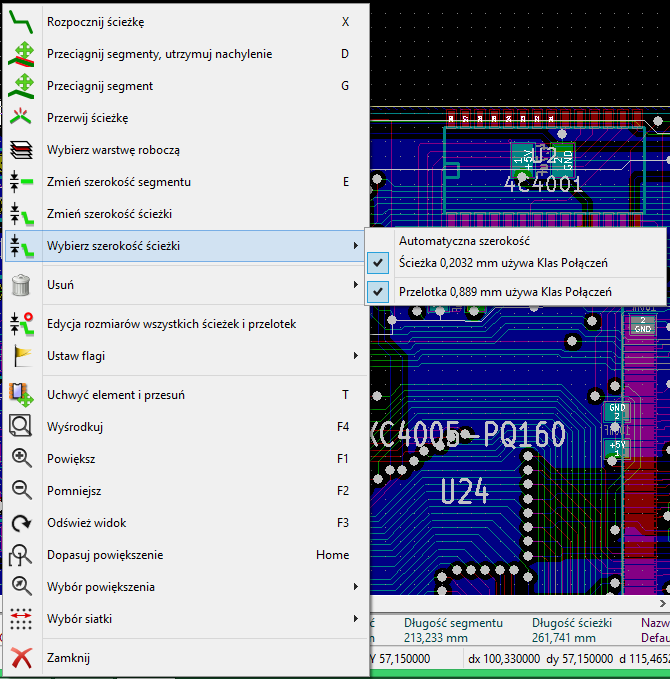 Rozpocznij ścieżkę X
Przeciągnij segmenty, utrzymuj nachylenie D
Przeciągnij segment G
Przerwij ścieżkę
Wybierz warstwę roboczą
Zmień szerokość segmentu E
Zmień szerokość ścieżki
Wybierz szerokość ścieżki
Automatyczna szerokość
Ścieżka 0,2032 mm używa Klas Połączeń
Przelotka 0,889 mm używa Klas Połączeń
Usuń
Edycja rozmiarów wszystkich ścieżek i przelotek
Ustaw flagi
Uchwyć element i przesuń T
Wyśrodkuj F4
Powiększ F1
Pomniejsz F2
Odśwież widok F3
Dopasuj powiększenie Home
Wybór powiększenia
Wybór siatki
Zamknij
1
+5V
U2
2
GND
4C4001
2
GND
GND
2
+5V
1
XC4005-PQ160
U24
Długość segmentu Długość ścieżki Nazw
213,233 mm 261,741 mm Defau
Y 57,150000 dx 100,330000 dy 57,150000 d 115,4652